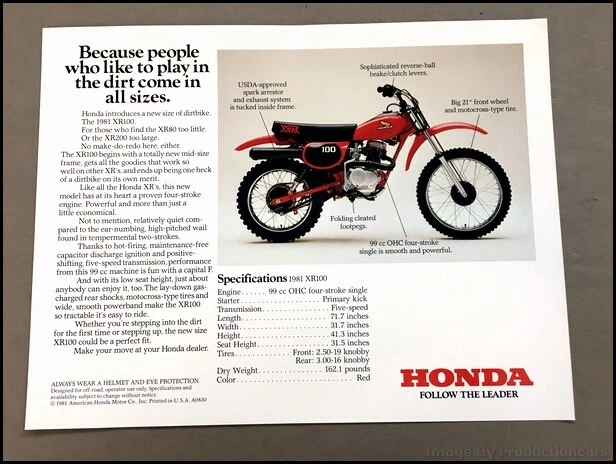 Because people
who like to play in
the dirt come in
all sizes.
Honda introduces a new size of dirtbike.
The 1981 XR100.
For those who find the XR80 too little.
Or the XR200 too large.
No make-do-redo here, either.
The XR100 begins with a totally new mid-size
frame, gets all the goodies that work so
well on other XR's, and ends up being one heck
of a dirtbike on its own merit.
Like all the Honda XR's, this new
model has at its heart a proven four-stroke
engine. Powerful and more than just a
little economical.
Not to mention, relatively quiet com-
pared to the ear-numbing, high-pitched wail
found in tempermental two-strokes.
Thanks to hot-firing, maintenance-free
capacitor discharge ignition and positive-
shifting, five-speed transmission, performance
from this 99 cc machine is fun with a capital F.
And with its low seat height, just about
anybody can enjoy it, too. The lay-down gas-
charged rear shocks, motocross-type tires and
wide, smooth powerband make the XR100
so tractable it's easy to ride.
Whether you're stepping into the dirt
for the first time or stepping up, the new size
XR100 could be a perfect fit.
Make your move at your Honda dealer.
ALWAYS WEAR A HELMET AND EYE PROTECTION.
Designed for off-road, operator use only. Specifications and
availability subject to change without notice.
© 1981 American Honda Motor Co., Inc. Printed in U.S.A. A0830
USDA-approved
spark arrestor
and exhaust system
is tucked inside frame.
Sophisticated reverse-ball
brake/clutch levers.
Big 21" front wheel
and motocross-type tire.
XR
100
Folding cleated
footpegs.
99 cc OHC four-stroke
single is smooth and powerful.
Specifications 1981 XR100
Engine......99 cc OHC four-stroke single
Starter....................Primary kick
Transmission.................Five-speed
Length......................71.7 inches
Width.......................31.7 inches
Height......................41.3 inches
Seat Height.................31.5 inches
Tires..............Front: 2.50-19 knobby
Rear: 3.00-16 knobby
Dry Weight.................162.1 pounds
Color...............................Red
HONDA
FOLLOW THE LEADER
Image By Productioncars